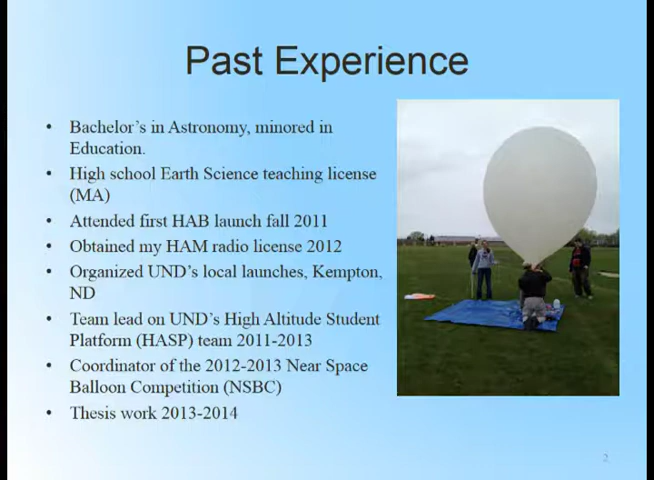 Past Experience
• Bachelor's in Astronomy, minored in
Education.
• High school Earth Science teaching license
(MA)
• Attended first HAB launch fall 2011
• Obtained my HAM radio license 2012
• Organized UND's local launches, Kempton,
ND
• Team lead on UND's High Altitude Student
Platform (HASP) team 2011-2013
• Coordinator of the 2012-2013 Near Space
Balloon Competition (NSBC)
• Thesis work 2013-2014
2